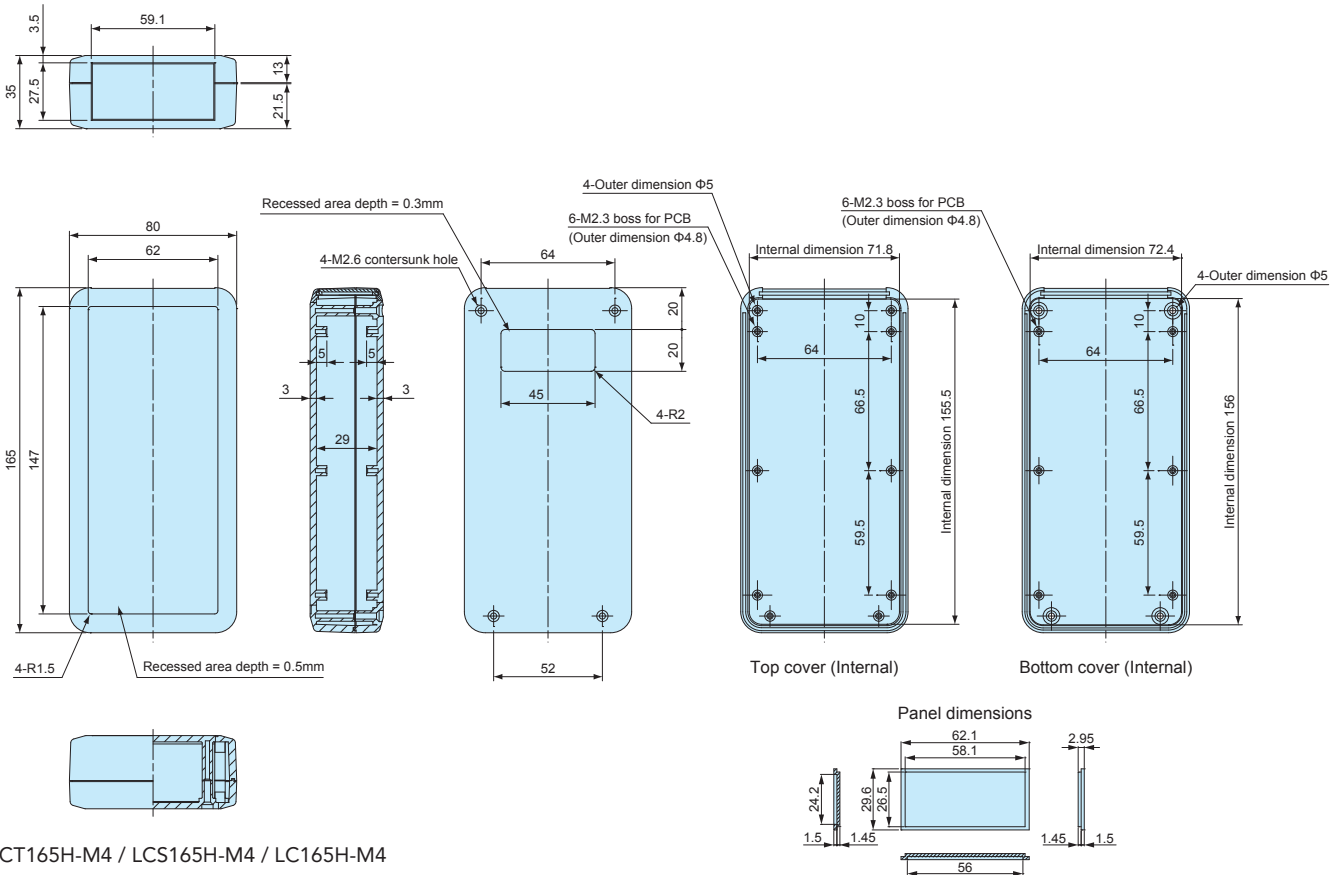 59.1
3.5
35
27.5
13
21.5
4-Outer dimension Φ5
Recessed area depth = 0.3mm
6-M2.3 boss for PCB
(Outer dimension Φ4.8)
6-M2.3 boss for PCB
(Outer dimension Φ4.8)
80
62
4-M2.6 contersunk hole
64
Internal dimension 71.8
Internal dimension 72.4
4-Outer dimension Φ5
165
147
5
5
3
3
29
20
20
45
4-R2
10
64
66.5
59.5
Internal dimension 155.5
10
64
66.5
59.5
Internal dimension 156
4-R1.5
Recessed area depth = 0.5mm
52
Top cover (Internal)
Bottom cover (Internal)
Panel dimensions
62.1
58.1
2.95
24.2
29.6
26.5
1.5
1.45
1.45
1.5
56
CT165H-M4 / LCS165H-M4 / LC165H-M4